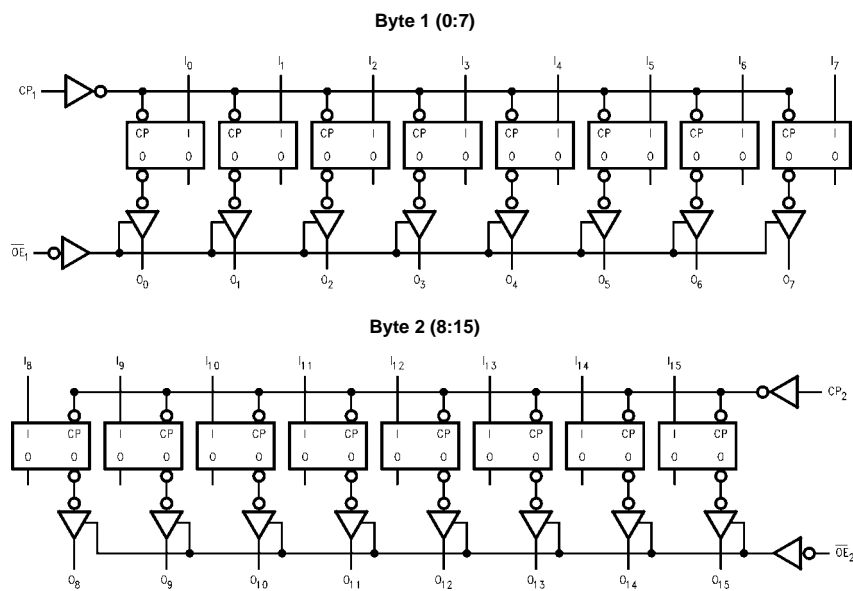 Byte 1 (0:7)
I0 I1 I2 I3 I4 I5 I6 I7
CP1
CP I CP I CP I CP I CP I CP I CP I CP I
O O O O O O O O O O O O O O O O
OE1
O0 O1 O2 O3 O4 O5 O6 O7
Byte 2 (8:15)
I8 I9 I10 I11 I12 I13 I14 I15
CP2
I CP I CP I CP I CP I CP I CP I CP I CP
O O O O O O O O O O O O O O O O
OE2
O8 O9 O10 O11 O12 O13 O14 O15